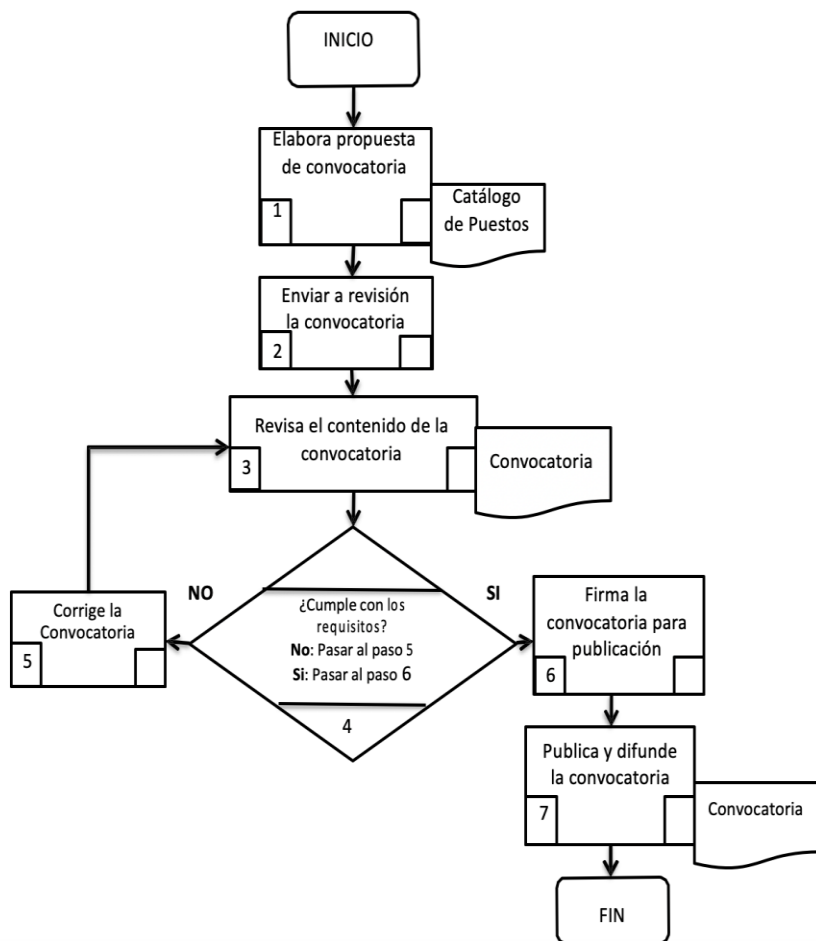 INICIO
Elabora propuesta
de convocatoria
1
Catálogo
de Puestos
Enviar a revisión
la convocatoria
2
Revisa el contenido de la
convocatoria
3
Convocatoria
NO
SI
¿Cumple con los
requisitos?
No: Pasar al paso 5
Si: Pasar al paso 6
4
Corrige la
Convocatoria
5
Firma la
convocatoria para
publicación
6
Publica y difunde
la convocatoria
7
Convocatoria
FIN